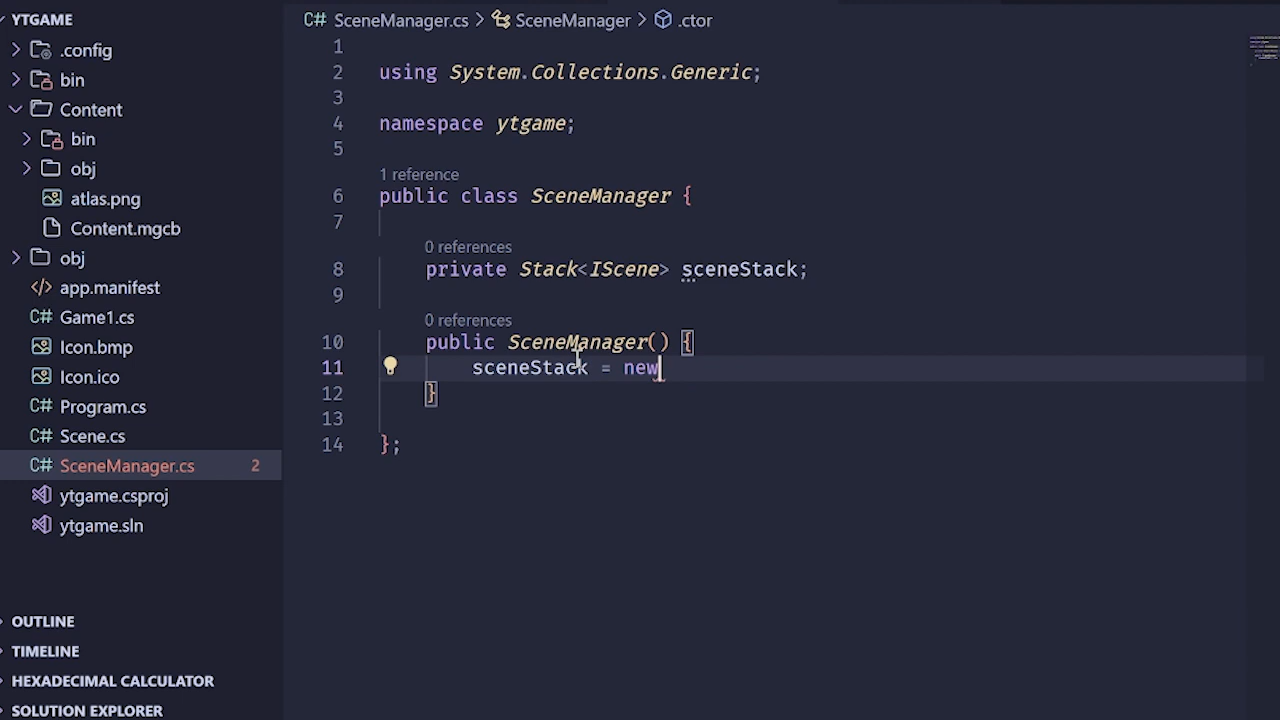 YTGAME
.config
bin
Content
bin
obj
atlas.png
Content.mgcb
obj
app.manifest
Game1.cs
Icon.bmp
Icon.ico
Program.cs
Scene.cs
SceneManager.cs 2
ytgame.csproj
ytgame.sln
OUTLINE
TIMELINE
HEXADECIMAL CALCULATOR
SOLUTION EXPLORER
C# SceneManager.cs > SceneManager > .ctor
1
2 using System.Collections.Generic;
3
4 namespace ytgame;
5
1 reference
6 public class SceneManager {
7
0 references
8 private Stack<IScene> sceneStack;
9
0 references
10 public SceneManager() {
11 sceneStack = new
12 }
13
14 };